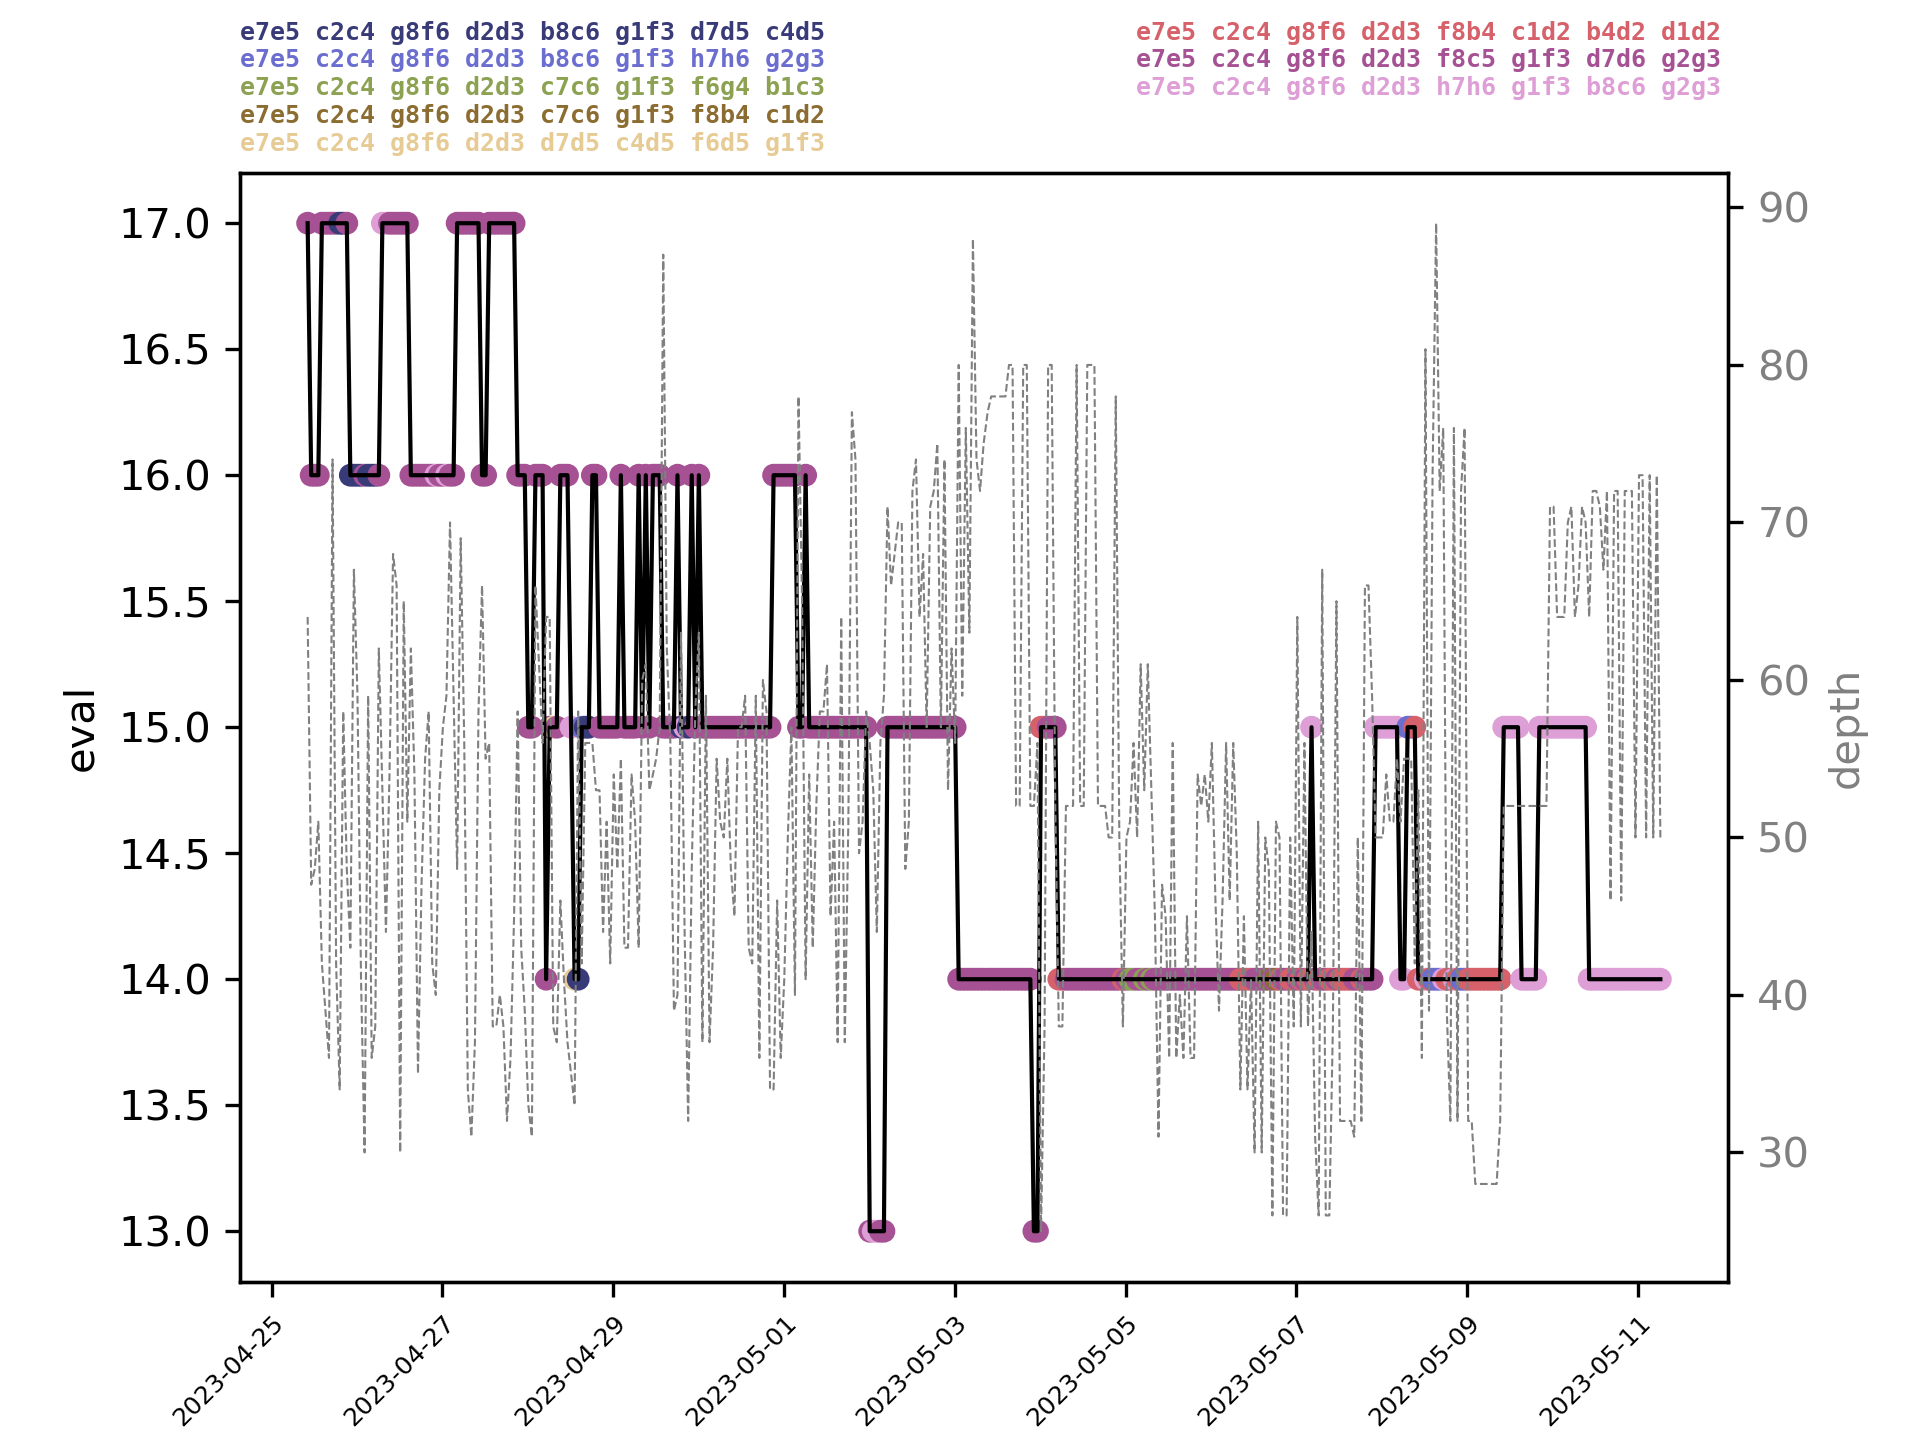 e7e5 c2c4 g8f6 d2d3 b8c6 g1f3 d7d5 c4d5
e7e5 c2c4 g8f6 d2d3 b8c6 g1f3 h7h6 g2g3
e7e5 c2c4 g8f6 d2d3 c7c6 g1f3 f6g4 b1c3
e7e5 c2c4 g8f6 d2d3 c7c6 g1f3 f8b4 c1d2
e7e5 c2c4 g8f6 d2d3 d7d5 c4d5 f6d5 g1f3
e7e5 c2c4 g8f6 d2d3 f8b4 c1d2 b4d2 d1d2
e7e5 c2c4 g8f6 d2d3 f8c5 g1f3 d7d6 g2g3
e7e5 c2c4 g8f6 d2d3 h7h6 g1f3 b8c6 g2g3
eval
17.0
16.5
16.0
15.5
15.0
14.5
14.0
13.5
13.0
depth
90
80
70
60
50
40
30
2023-04-25
2023-04-27
2023-04-29
2023-05-01
2023-05-03
2023-05-05
2023-05-07
2023-05-09
2023-05-11